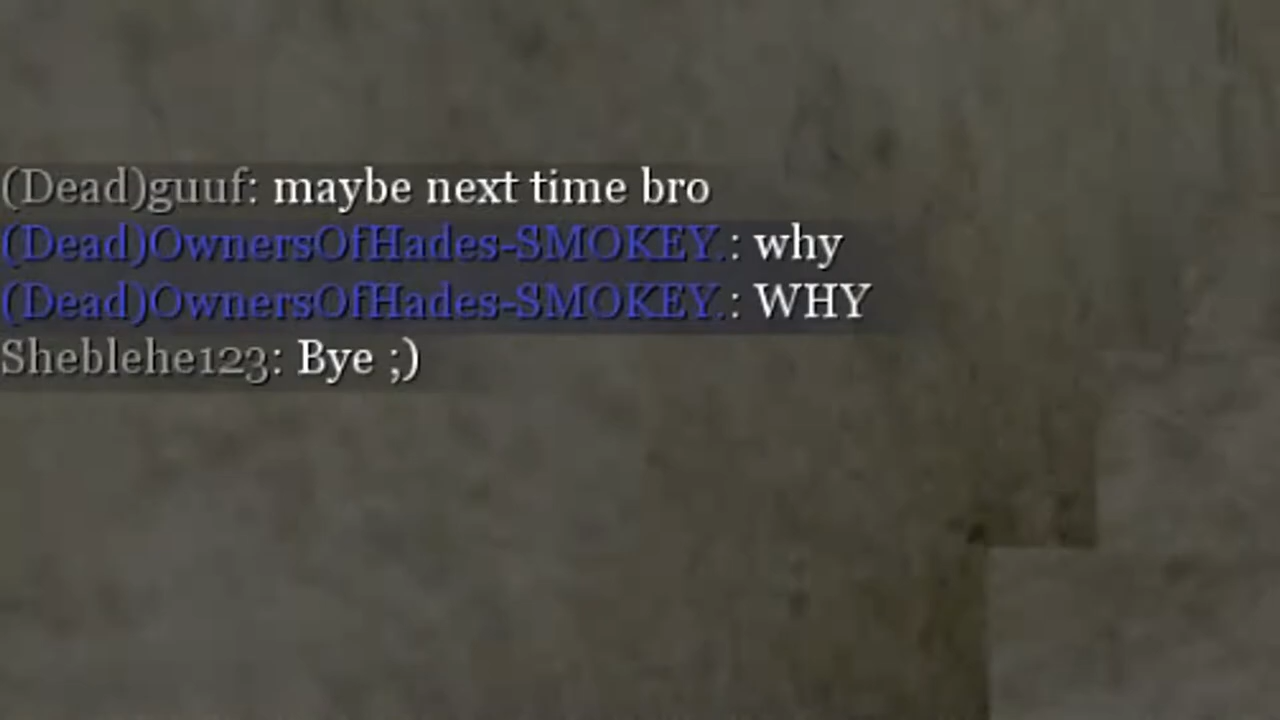 (Dead)guuf: maybe next time bro
(Dead)OwnersOfHades-SMOKEY.: why
(Dead)OwnersOfHades-SMOKEY.: WHY
Sheblehe123: Bye ;)